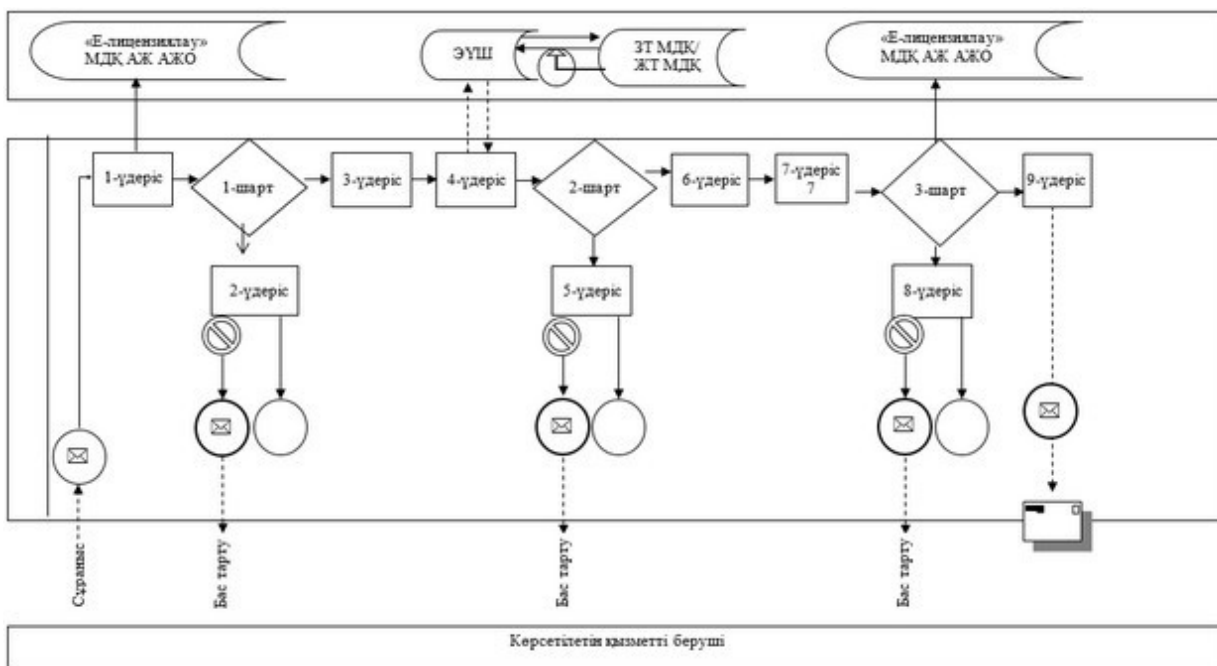 «Е-лицензиялау»
МДҚ АЖ АЖО
ЭҮШ
ЗТ МДҚ/
ЖТ МДҚ
«Е-лицензиялау»
МДҚ АЖ АЖО
1-үдеріс
1-шарт
3-үдеріс
4-үдеріс
2-шарт
6-үдеріс
7-үдеріс
7
3-шарт
9-үдеріс
2-үдеріс
5-үдеріс
8-үдеріс
Сұраныс
Бас тарту
Бас тарту
Бас тарту
Көрсетілетін қызметті беруші